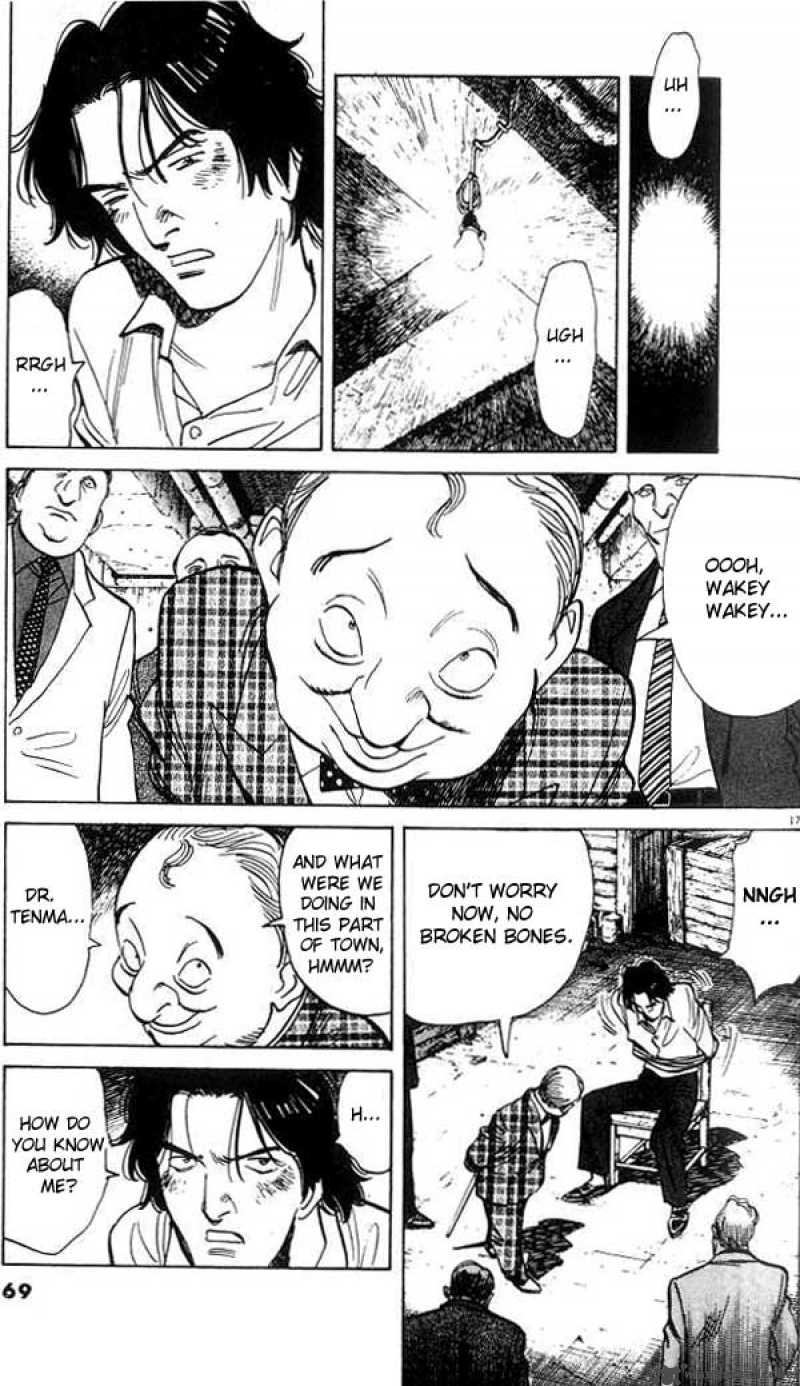 UH
...
UGH
...
RRGH
...
OOOH,
WAKEY
WAKEY...
17
NNGH
...
DON'T WORRY
NOW, NO
BROKEN BONES.
AND WHAT
WERE WE
DOING IN
THIS PART
OF TOWN,
HMMM?
DR.
TENMA...
H...
HOW DO
YOU KNOW
ABOUT
ME?
69